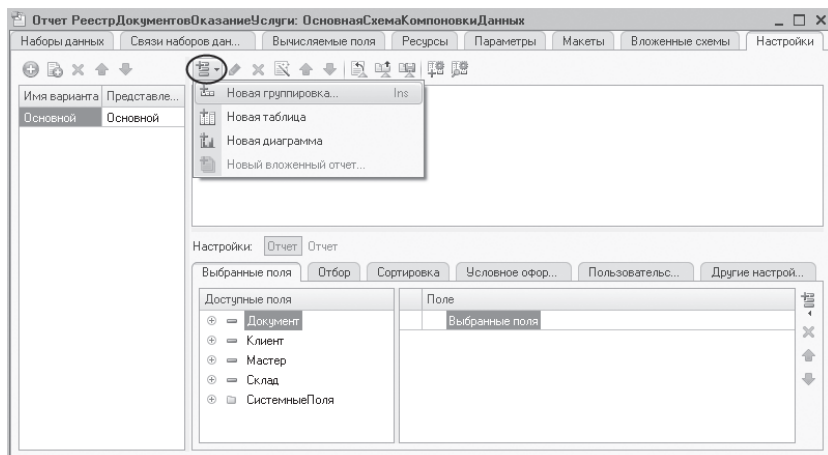 Отчет РеестрДокументовОказаниеУслуги: ОсновнаяСхемаКомпоновкиДанных
Наборы данных Связи наборов дан... Вычисляемые поля Ресурсы Параметры Макеты Вложенные схемы Настройки
Имя варианта Представле...
Основной Основной
Новая группировка... Ins
Новая таблица
Новая диаграмма
Новый вложенный отчет...
Настройки: Отчет Отчет
Выбранные поля Отбор Сортировка Условное офор... Пользовательс... Другие настрой...
Доступные поля Поле
Документ Выбранные поля
Клиент
Мастер
Склад
СистемныеПоля